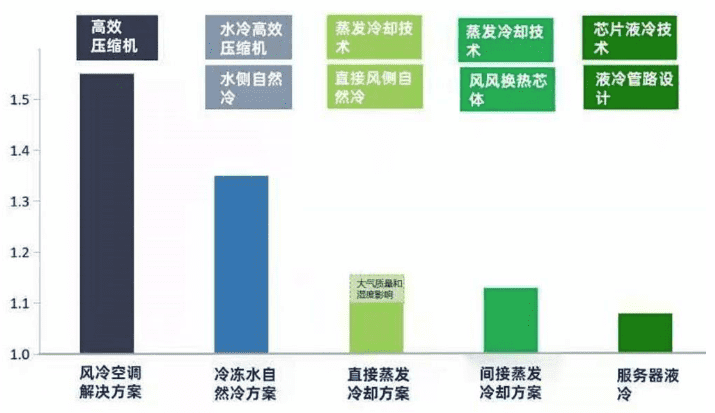 高效
压缩机
水冷高效
压缩机
蒸发冷却技
术
蒸发冷却技
术
芯片液冷技
术
水侧自然
冷
直接风侧自
然冷
风风换热芯
体
液冷管路设
计
1.5
1.4
1.3
1.2
1.1
1.0
大气质量和
湿度影响
风冷空调
解决方案
冷冻水自
然冷方案
直接蒸发
冷却方案
间接蒸发
冷却方案
服务器液
冷